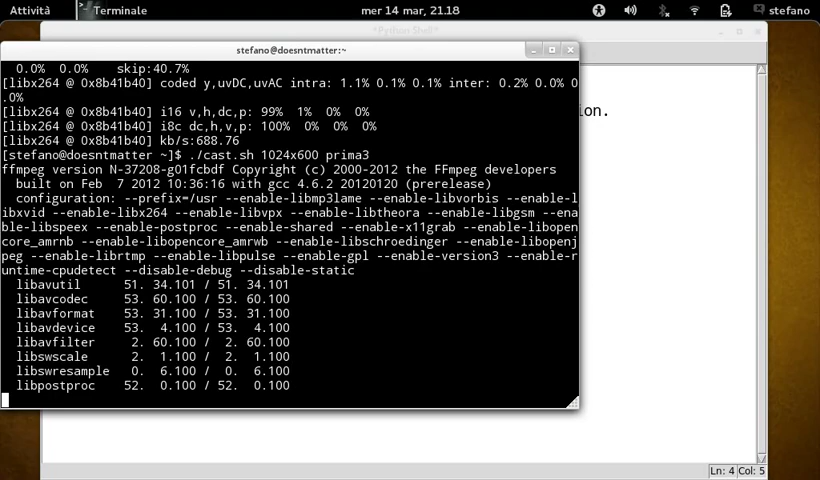 Attività
Terminale
mer 14 mar, 21.18
stefano
*Python Shell*
stefano@doesntmatter:~
0.0%  0.0%    skip:40.7%
[libx264 @ 0x8b41b40] coded y,uvDC,uvAC intra: 1.1% 0.1% 0.1% inter: 0.2% 0.0% 0
.0%
[libx264 @ 0x8b41b40] i16 v,h,dc,p: 99%  1%  0%  0%
[libx264 @ 0x8b41b40] i8c dc,h,v,p: 100%  0%  0%  0%
[libx264 @ 0x8b41b40] kb/s:688.76
[stefano@doesntmatter ~]$ ./cast.sh 1024x600 prima3
ffmpeg version N-37208-g01fcbdf Copyright (c) 2000-2012 the FFmpeg developers
built on Feb  7 2012 10:36:16 with gcc 4.6.2 20120120 (prerelease)
configuration: --prefix=/usr --enable-libmp3lame --enable-libvorbis --enable-l
ibxvid --enable-libx264 --enable-libvpx --enable-libtheora --enable-libgsm --ena
ble-libspeex --enable-postproc --enable-shared --enable-x11grab --enable-libopen
core_amrnb --enable-libopencore_amrwb --enable-libschroedinger --enable-libopenj
peg --enable-librtmp --enable-libpulse --enable-gpl --enable-version3 --enable-r
untime-cpudetect --disable-debug --disable-static
libavutil      51. 34.101 / 51. 34.101
libavcodec     53. 60.100 / 53. 60.100
libavformat    53. 31.100 / 53. 31.100
libavdevice    53.  4.100 / 53.  4.100
libavfilter     2. 60.100 /  2. 60.100
libswscale      2.  1.100 /  2.  1.100
libswresample   0.  6.100 /  0.  6.100
libpostproc    52.  0.100 / 52.  0.100
ion.
Ln: 4 Col: 5